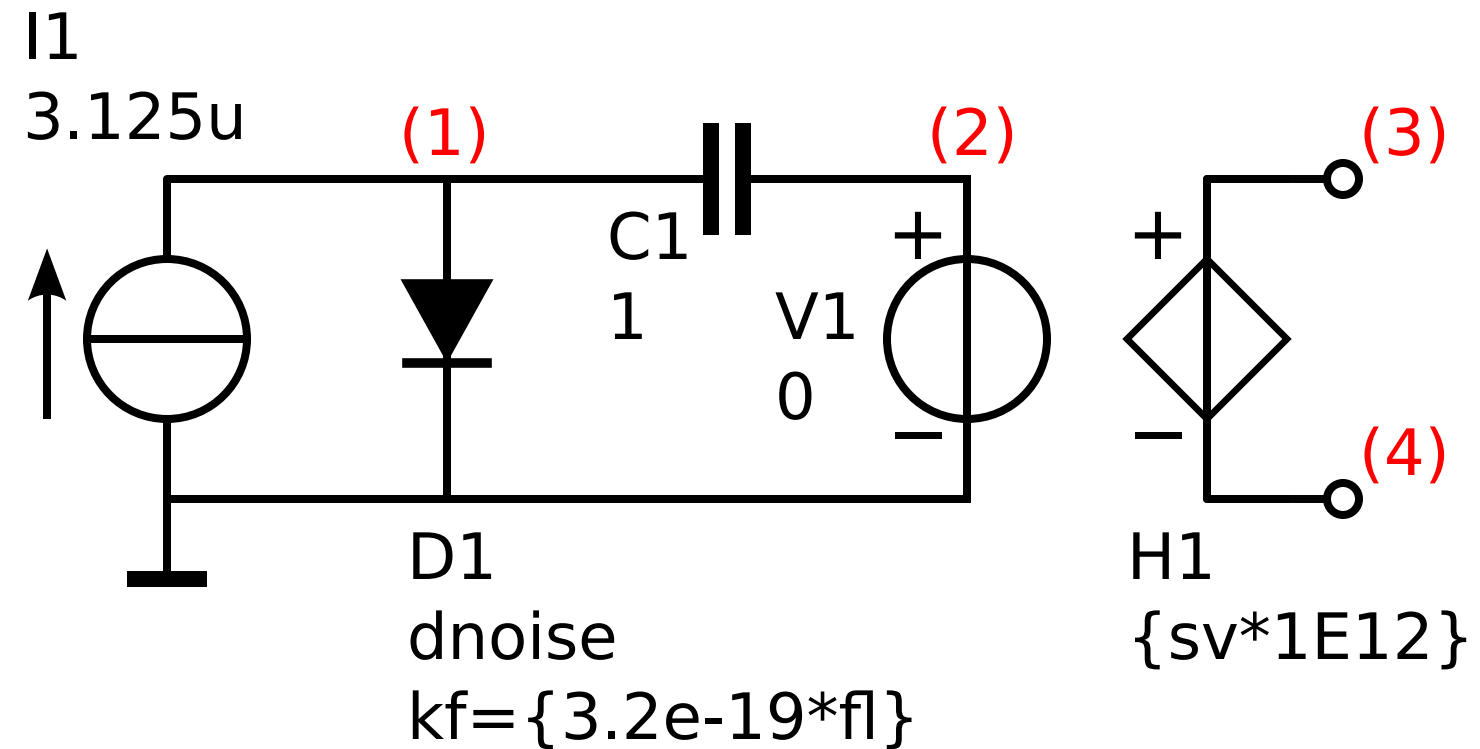 I1
3.125u
(1)
(2)
(3)
C1
1
+
+
V1
0
−
−
(4)
D1
dnoise
kf={3.2e-19*fl}
H1
{sv*1E12}